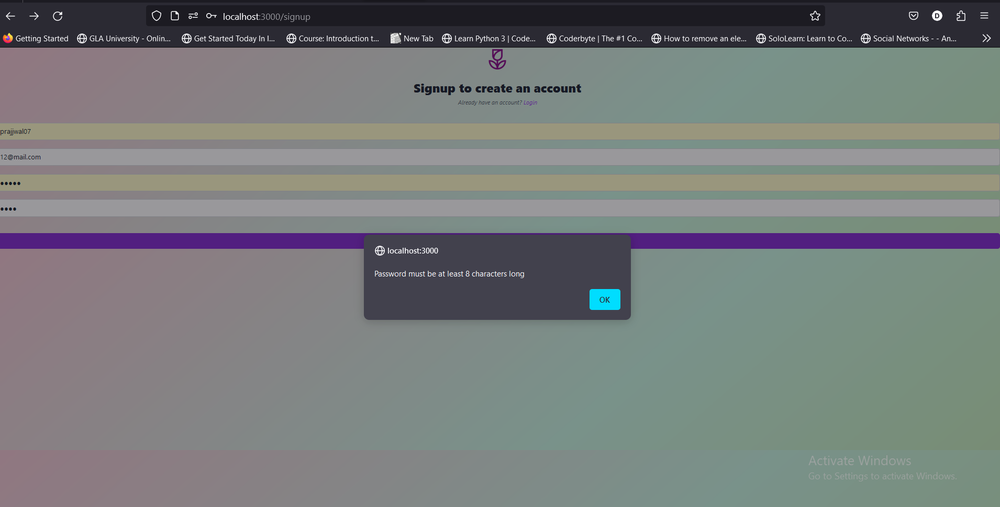 localhost:3000/signup
D
Getting Started
GLA University - Onlin...
Get Started Today In I...
Course: Introduction t...
New Tab
Learn Python 3 | Code...
Coderbyte | The #1 Co...
How to remove an ele...
SoloLearn: Learn to Co...
Social Networks - - An...
Signup to create an account
Already have an account? Login
prajjwal07
12@mail.com
•••••
••••
localhost:3000
Password must be at least 8 characters long
OK
Activate Windows
Go to Settings to activate Windows.